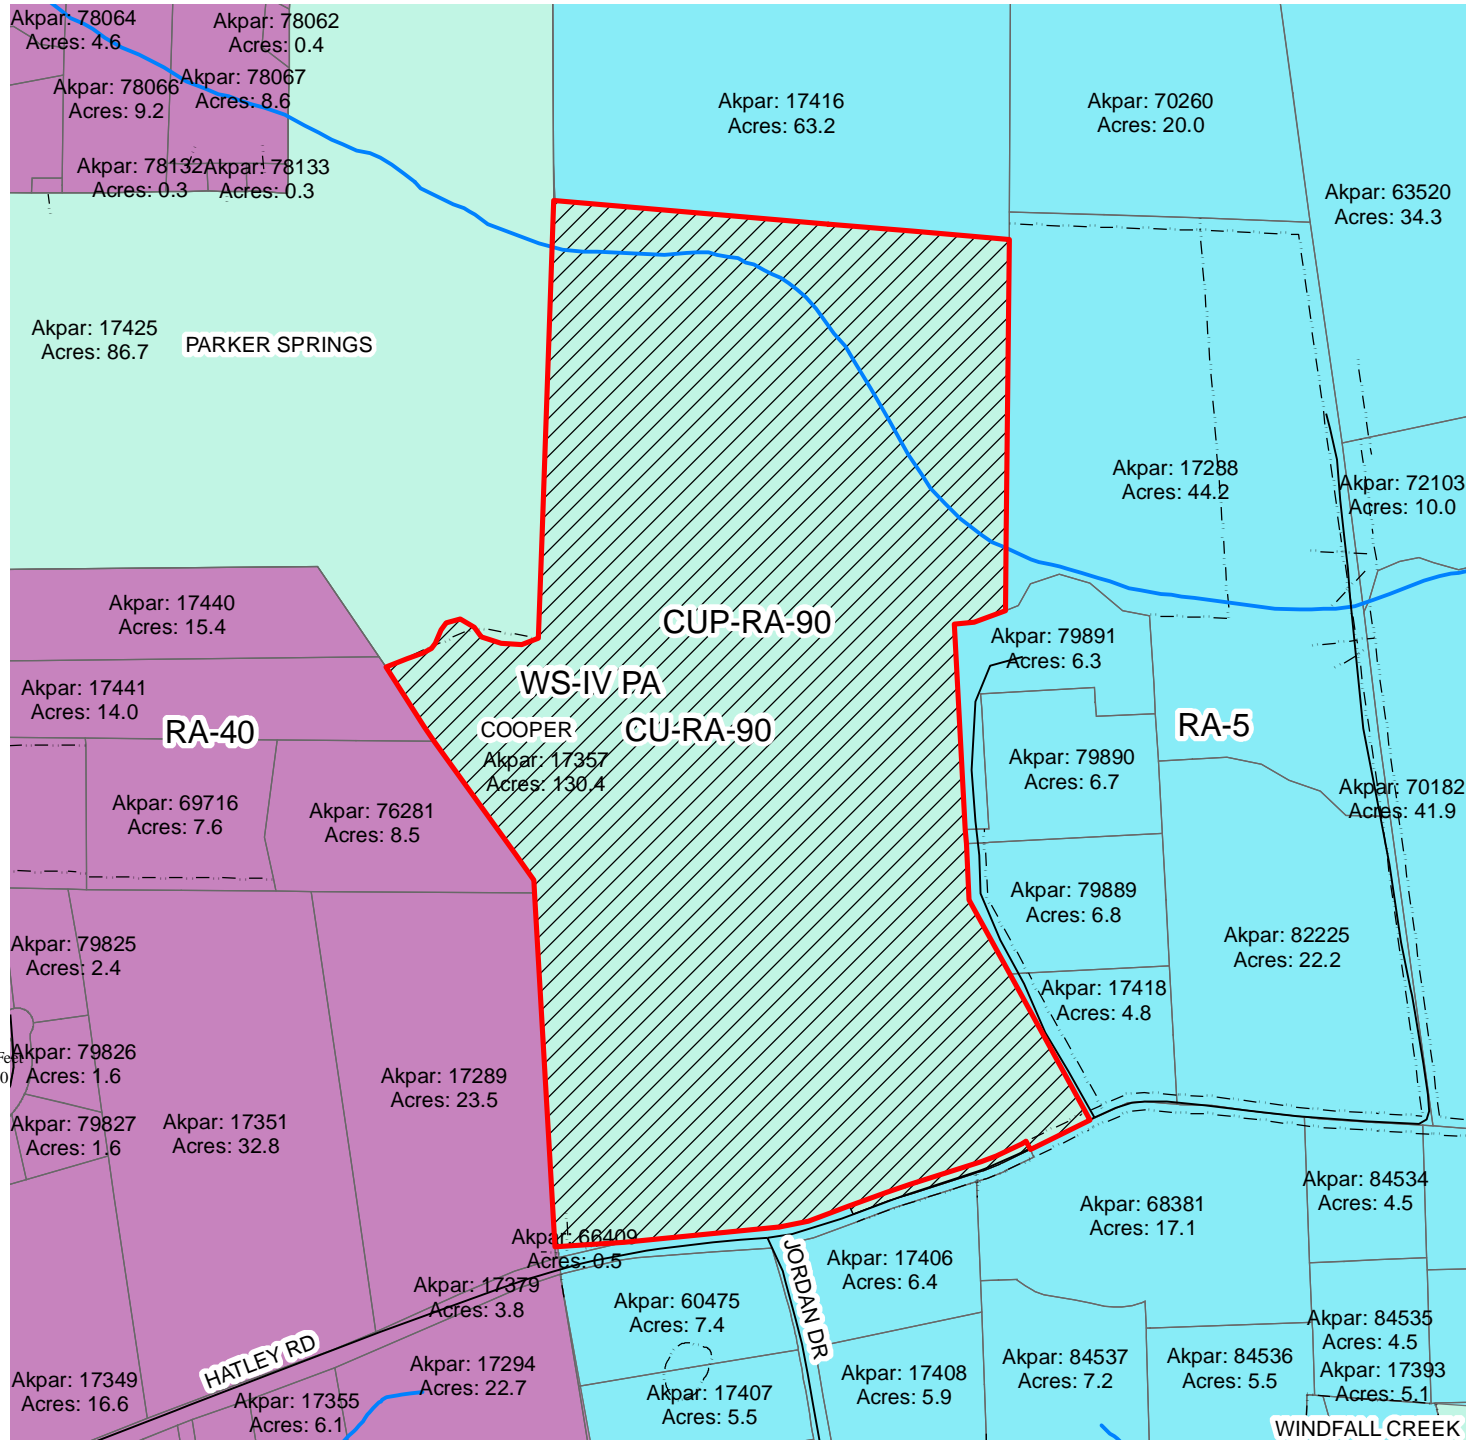 Akpar: 78064
Acres: 4.6
Akpar: 78062
Acres: 0.4
Akpar: 78066
Acres: 9.2
Akpar: 78067
Acres: 8.6
Akpar: 78132
Acres: 0.3
Akpar: 78133
Acres: 0.3
Akpar: 17416
Acres: 63.2
Akpar: 70260
Acres: 20.0
Akpar: 63520
Acres: 34.3
Akpar: 17425
Acres: 86.7
PARKER SPRINGS
Akpar: 17288
Acres: 44.2
Akpar: 72103
Acres: 10.0
Akpar: 17440
Acres: 15.4
CUP-RA-90
Akpar: 79891
Acres: 6.3
Akpar: 17441
Acres: 14.0
WS-IV PA
RA-40
COOPER
CU-RA-90
RA-5
Akpar: 17357
Acres: 130.4
Akpar: 79890
Acres: 6.7
Akpar: 70182
Acres: 41.9
Akpar: 69716
Acres: 7.6
Akpar: 76281
Acres: 8.5
Akpar: 79889
Acres: 6.8
Akpar: 79825
Acres: 2.4
Akpar: 82225
Acres: 22.2
Akpar: 17418
Acres: 4.8
Feet
0
Akpar: 79826
Acres: 1.6
Akpar: 17289
Acres: 23.5
Akpar: 79827
Acres: 1.6
Akpar: 17351
Acres: 32.8
Akpar: 84534
Acres: 4.5
Akpar: 68381
Acres: 17.1
Akpar: 66409
Acres: 0.5
Akpar: 17406
Acres: 6.4
JORDAN DR
Akpar: 17379
Acres: 3.8
Akpar: 60475
Acres: 7.4
Akpar: 84535
Acres: 4.5
HATLEY RD
Akpar: 17294
Acres: 22.7
Akpar: 84537
Acres: 7.2
Akpar: 84536
Acres: 5.5
Akpar: 17393
Acres: 5.1
Akpar: 17349
Acres: 16.6
Akpar: 17355
Acres: 6.1
Akpar: 17407
Acres: 5.5
Akpar: 17408
Acres: 5.9
WINDFALL CREEK